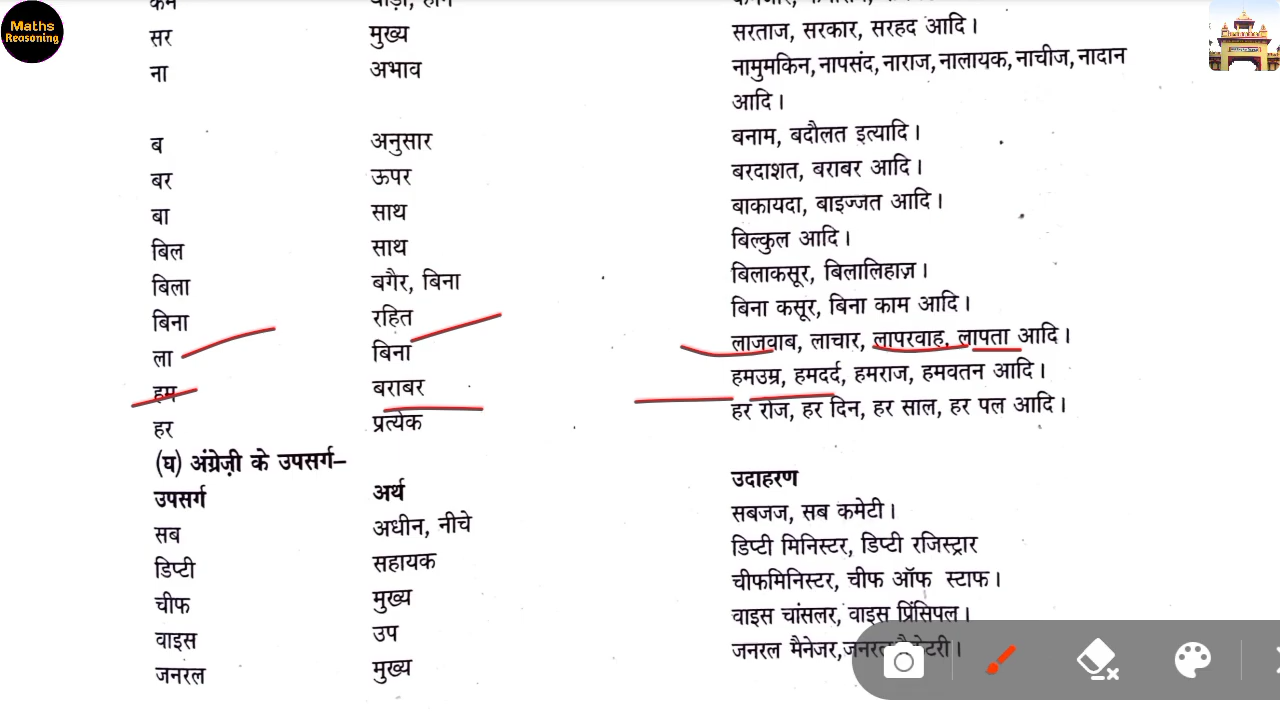 Maths
Reasoning
सर मुख्य सरताज, सरकार, सरहद आदि।
ना अभाव नामुमकिन, नापसंद, नाराज, नालायक, नाचीज, नादान
आदि।
ब अनुसार बनाम, बदौलत इत्यादि।
बर ऊपर बरदाशत, बराबर आदि।
बा साथ बाकायदा, बाइज्जत आदि।
बिल साथ बिल्कुल आदि।
बिला बगैर, बिना बिलाकसूर, बिलालिहाज़।
बिना रहित बिना कसूर, बिना काम आदि।
ला बिना लाजवाब, लाचार, लापरवाह, लापता आदि।
हम बराबर हमउम्र, हमदर्द, हमराज, हमवतन आदि।
हर प्रत्येक हर रोज, हर दिन, हर साल, हर पल आदि।
(घ) अंग्रेज़ी के उपसर्ग–
उपसर्ग अर्थ उदाहरण
सब अधीन, नीचे सबजज, सब कमेटी।
डिप्टी सहायक डिप्टी मिनिस्टर, डिप्टी रजिस्ट्रार
चीफ मुख्य चीफमिनिस्टर, चीफ ऑफ स्टाफ।
वाइस उप वाइस चांसलर, वाइस प्रिंसिपल।
जनरल मुख्य जनरल मैनेजर,